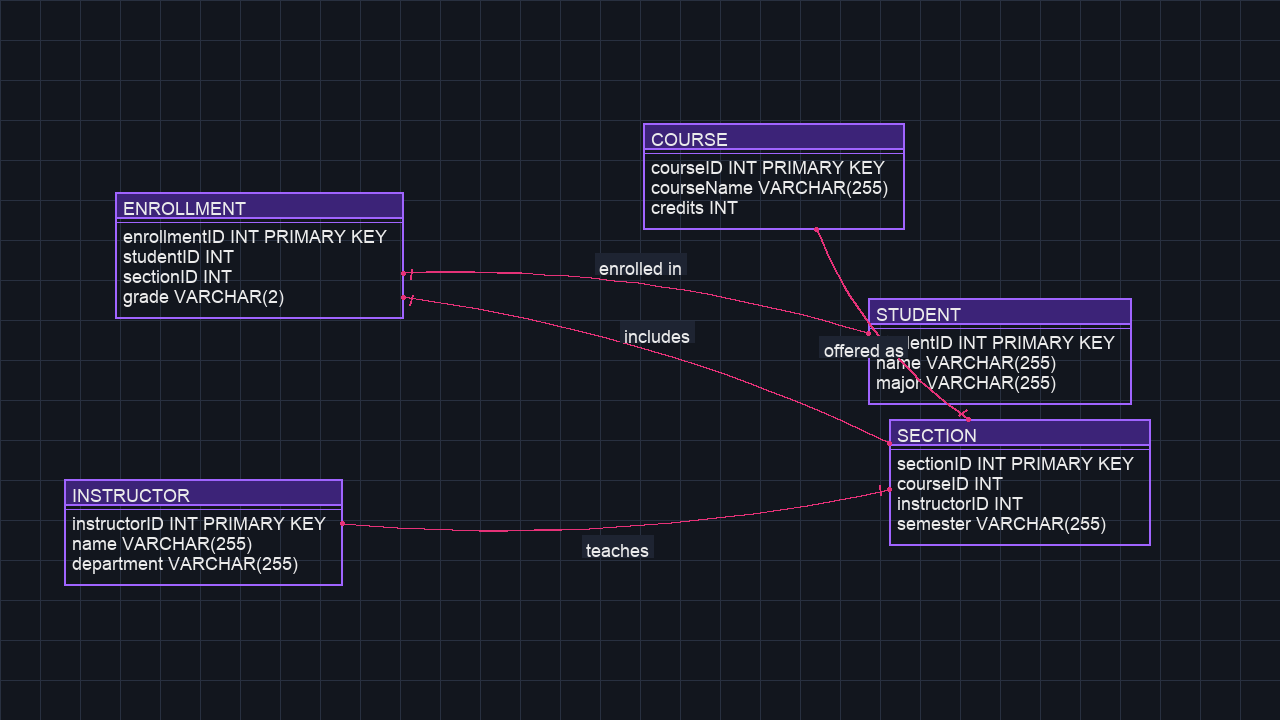 COURSE
courseID INT PRIMARY KEY
courseName VARCHAR(255)
credits INT
ENROLLMENT
enrollmentID INT PRIMARY KEY
studentID INT
sectionID INT
grade VARCHAR(2)
enrolled in
includes
offered as
STUDENT
INT PRIMARY KEY
name VARCHAR(255)
major VARCHAR(255)
SECTION
sectionID INT PRIMARY KEY
courseID INT
instructorID INT
semester VARCHAR(255)
INSTRUCTOR
instructorID INT PRIMARY KEY
name VARCHAR(255)
department VARCHAR(255)
teaches